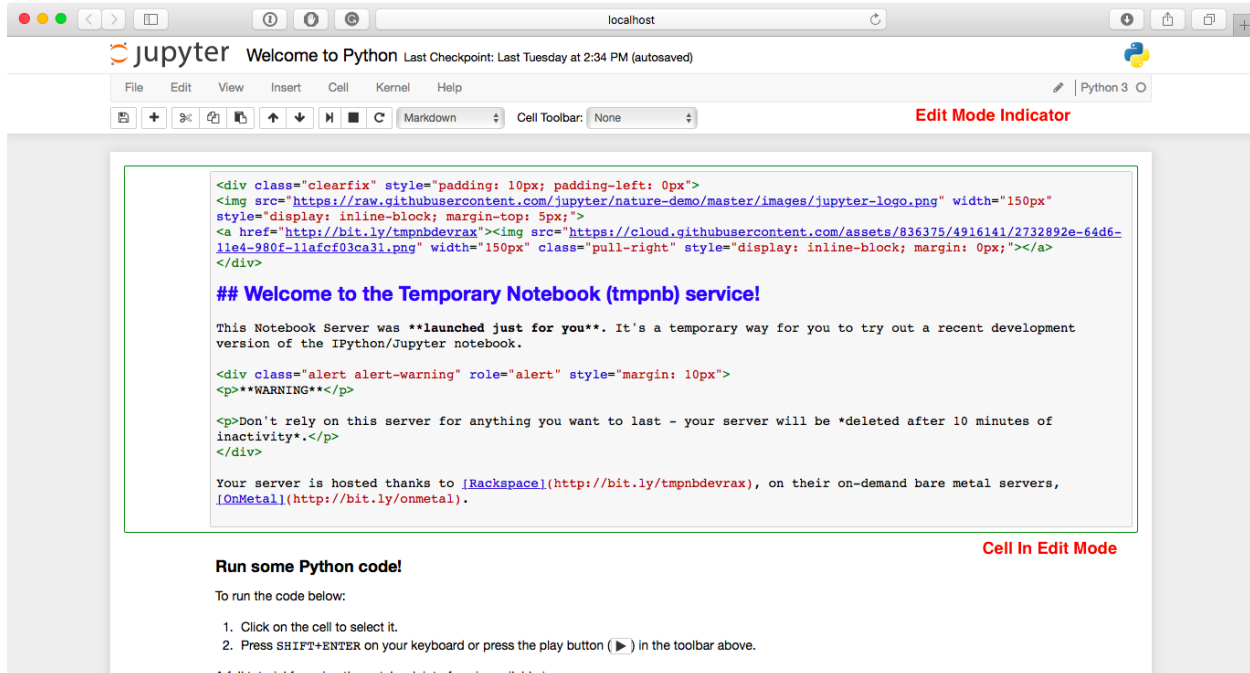 localhost
jupyter Welcome to Python Last Checkpoint: Last Tuesday at 2:34 PM (autosaved)
File Edit View Insert Cell Kernel Help Python 3
Markdown Cell Toolbar: None
Edit Mode Indicator
<div class="clearfix" style="padding: 10px; padding-left: 0px">
<img src="https://raw.githubusercontent.com/jupyter/nature-demo/master/images/jupyter-logo.png" width="150px"
style="display: inline-block; margin-top: 5px;">
<a href="http://bit.ly/tmpnbdevrax"><img src="https://cloud.githubusercontent.com/assets/836375/4916141/2732892e-64d6-
11e4-980f-11afcf03ca31.png" width="150px" class="pull-right" style="display: inline-block; margin: 0px;"></a>
</div>
## Welcome to the Temporary Notebook (tmpnb) service!
This Notebook Server was **launched just for you**. It's a temporary way for you to try out a recent development
version of the IPython/Jupyter notebook.
<div class="alert alert-warning" role="alert" style="margin: 10px">
<p>**WARNING**</p>
<p>Don't rely on this server for anything you want to last - your server will be *deleted after 10 minutes of
inactivity*.</p>
</div>
Your server is hosted thanks to [Rackspace](http://bit.ly/tmpnbdevrax), on their on-demand bare metal servers,
[OnMetal](http://bit.ly/onmetal).
Cell In Edit Mode
Run some Python code!
To run the code below:
1. Click on the cell to select it.
2. Press SHIFT+ENTER on your keyboard or press the play button (▶) in the toolbar above.